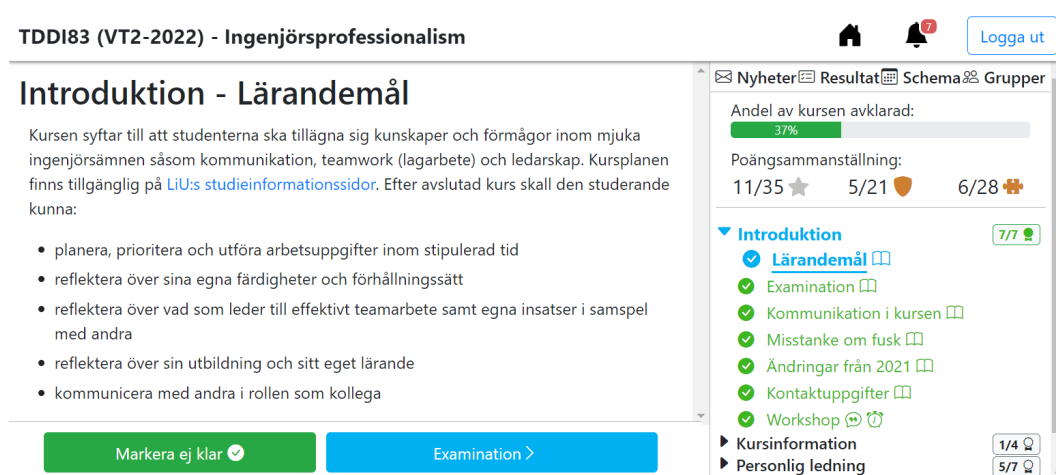 TDDI83 (VT2-2022) - Ingenjörsprofessionalism
7
Logga ut
Introduktion - Lärandemål
Kursen syftar till att studenterna ska tillägna sig kunskaper och förmågor inom mjuka
ingenjörsämnen såsom kommunikation, teamwork (lagarbete) och ledarskap. Kursplanen
finns tillgänglig på LiU:s studieinformationssidor. Efter avslutad kurs skall den studerande
kunna:
• planera, prioritera och utföra arbetsuppgifter inom stipulerad tid
• reflektera över sina egna färdigheter och förhållningssätt
• reflektera över vad som leder till effektivt teamarbete samt egna insatser i samspel
med andra
• reflektera över sin utbildning och sitt eget lärande
• kommunicera med andra i rollen som kollega
Markera ej klar
Examination >
Nyheter Resultat Schema Grupper
Andel av kursen avklarad:
37%
Poängsammanställning:
11/35 5/21 6/28
Introduktion 7/7
Lärandemål
Examination
Kommunikation i kursen
Misstanke om fusk
Ändringar från 2021
Kontaktuppgifter
Workshop
Kursinformation 1/4
Personlig ledning 5/7